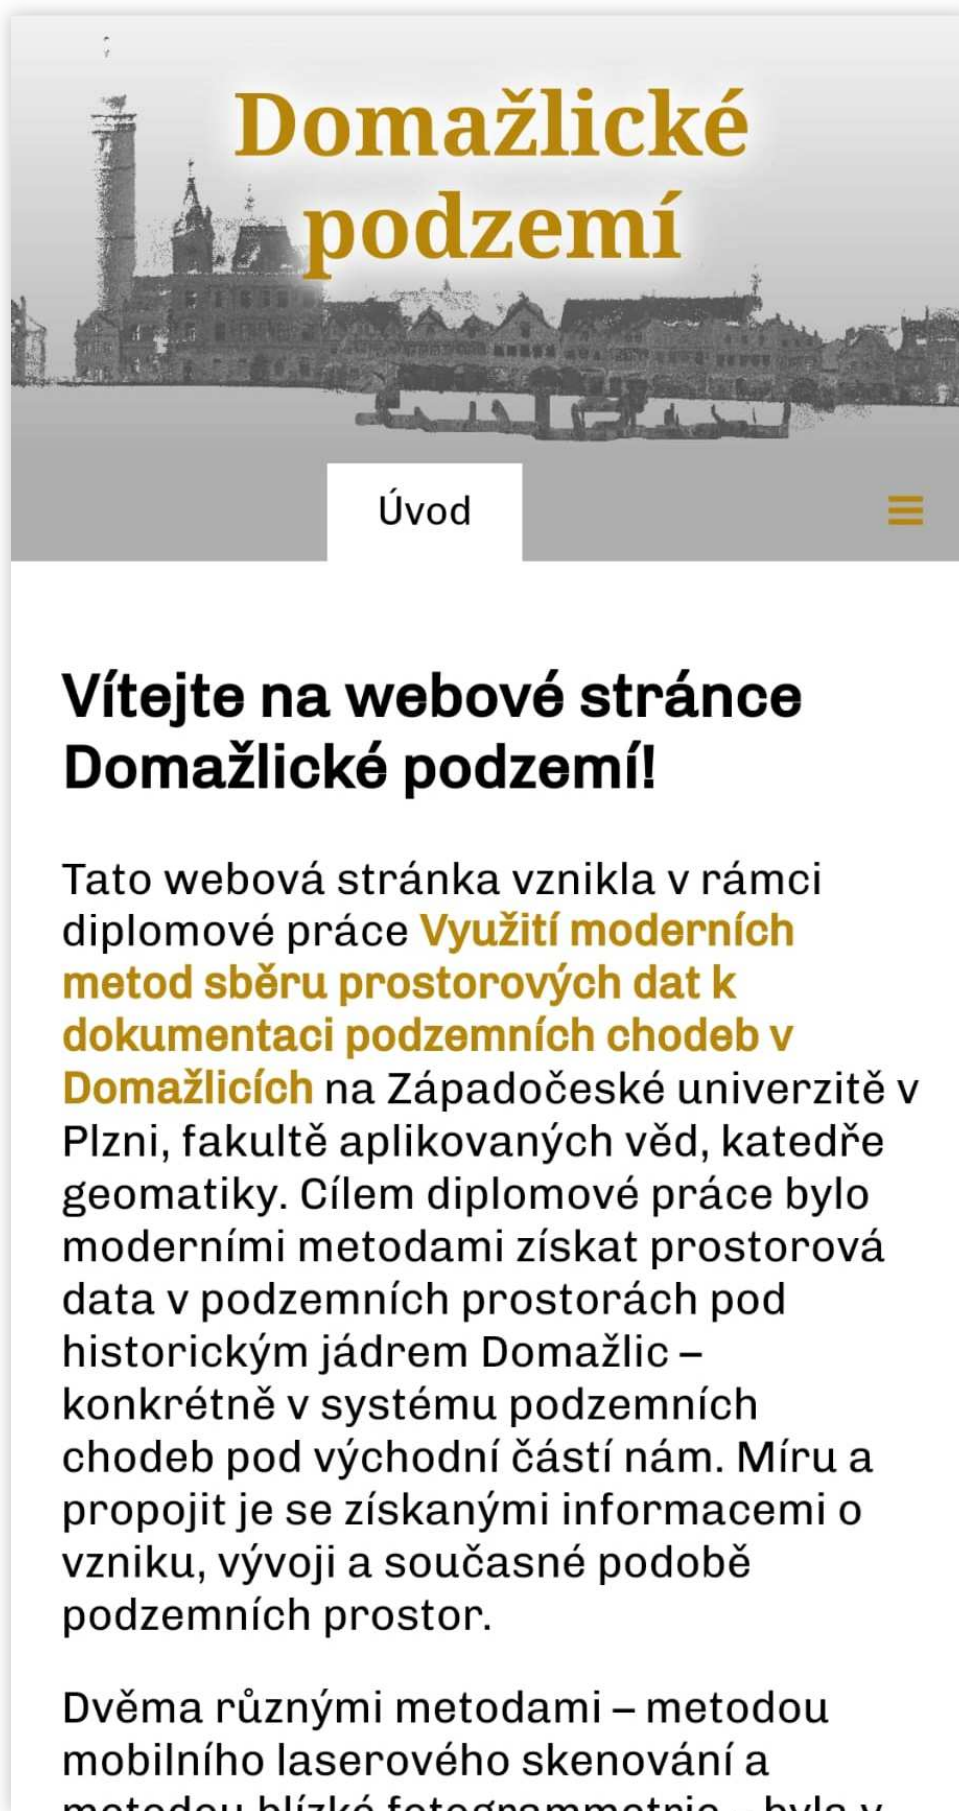 Domažlické
podzemí
Úvod
Vítejte na webové stránce
Domažlické podzemí!
Tato webová stránka vznikla v rámci
diplomové práce Využití moderních
metod sběru prostorových dat k
dokumentaci podzemních chodeb v
Domažlicích na Západočeské univerzitě v
Plzni, fakultě aplikovaných věd, katedře
geomatiky. Cílem diplomové práce bylo
moderními metodami získat prostorová
data v podzemních prostorách pod
historickým jádrem Domažlic –
konkrétně v systému podzemních
chodeb pod východní částí nám. Míru a
propojit je se získanými informacemi o
vzniku, vývoji a současné podobě
podzemních prostor.
Dvěma různými metodami – metodou
mobilního laserového skenování a
metodou blízké fotogrammetrie – byla v